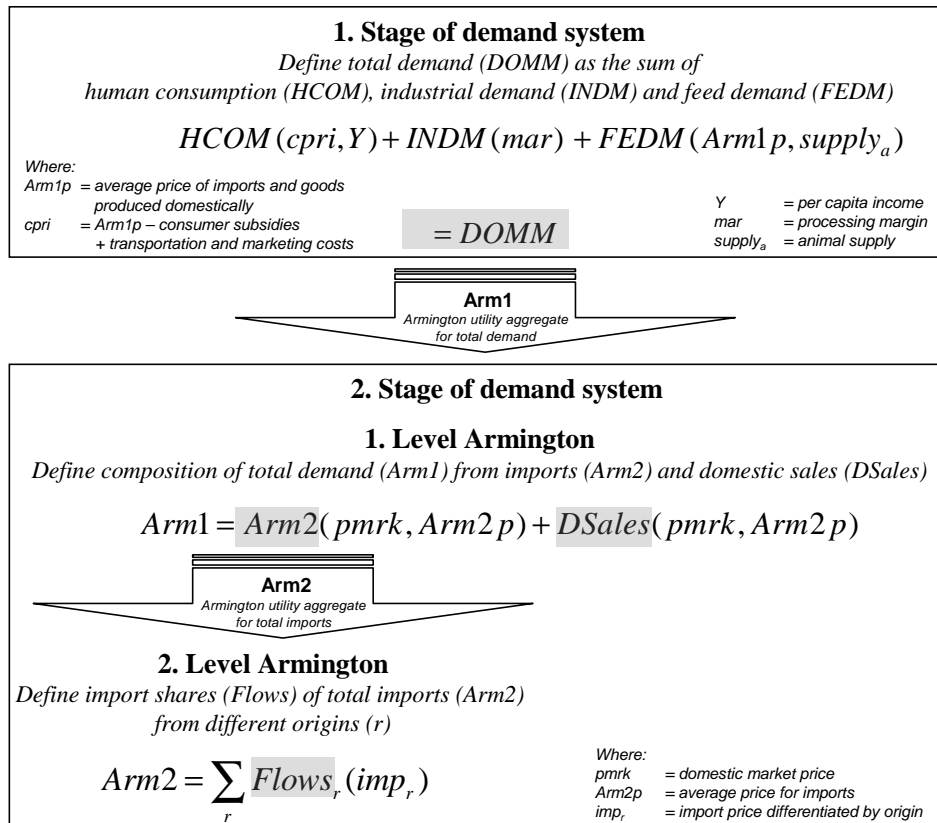 1. Stage of demand system
Define total demand (DOMM) as the sum of
human consumption (HCOM), industrial demand (INDM) and feed demand (FEDM)
HCOM (cpri, Y) + INDM (mar) + FEDM (Arm1p, supplyₐ)
Where:
Arm1p = average price of imports and goods
produced domestically
cpri = Arm1p – consumer subsidies
+ transportation and marketing costs
= DOMM
Y = per capita income
mar = processing margin
supplyₐ = animal supply
Arm1
Armington utility aggregate
for total demand
2. Stage of demand system
1. Level Armington
Define composition of total demand (Arm1) from imports (Arm2) and domestic sales (DSales)
Arm1 = Arm2(pmrk, Arm2p) + DSales(pmrk, Arm2p)
Arm2
Armington utility aggregate
for total imports
2. Level Armington
Define import shares (Flows) of total imports (Arm2)
from different origins (r)
Arm2 = ∑ᵣ Flowsᵣ (impᵣ)
Where:
pmrk = domestic market price
Arm2p = average price for imports
impᵣ = import price differentiated by origin